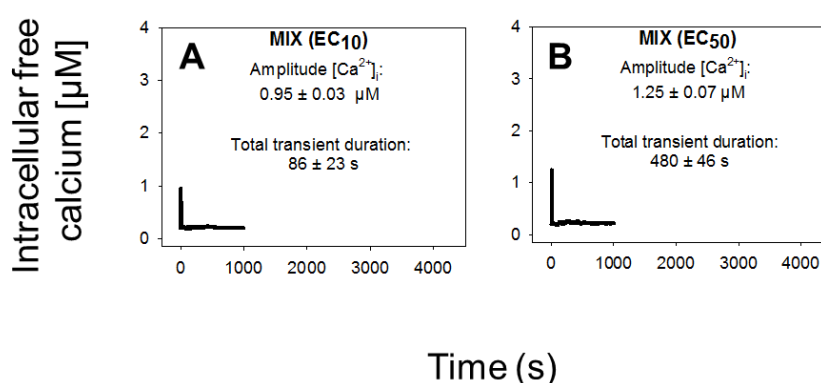 Intracellular free
calcium [µM]
A
MIX (EC10)
Amplitude [Ca2+]i:
0.95 ± 0.03 µM
Total transient duration:
86 ± 23 s
4
3
2
1
0
0 1000 2000 3000 4000
B
MIX (EC50)
Amplitude [Ca2+]i:
1.25 ± 0.07 µM
Total transient duration:
480 ± 46 s
4
3
2
1
0
0 1000 2000 3000 4000
Time (s)